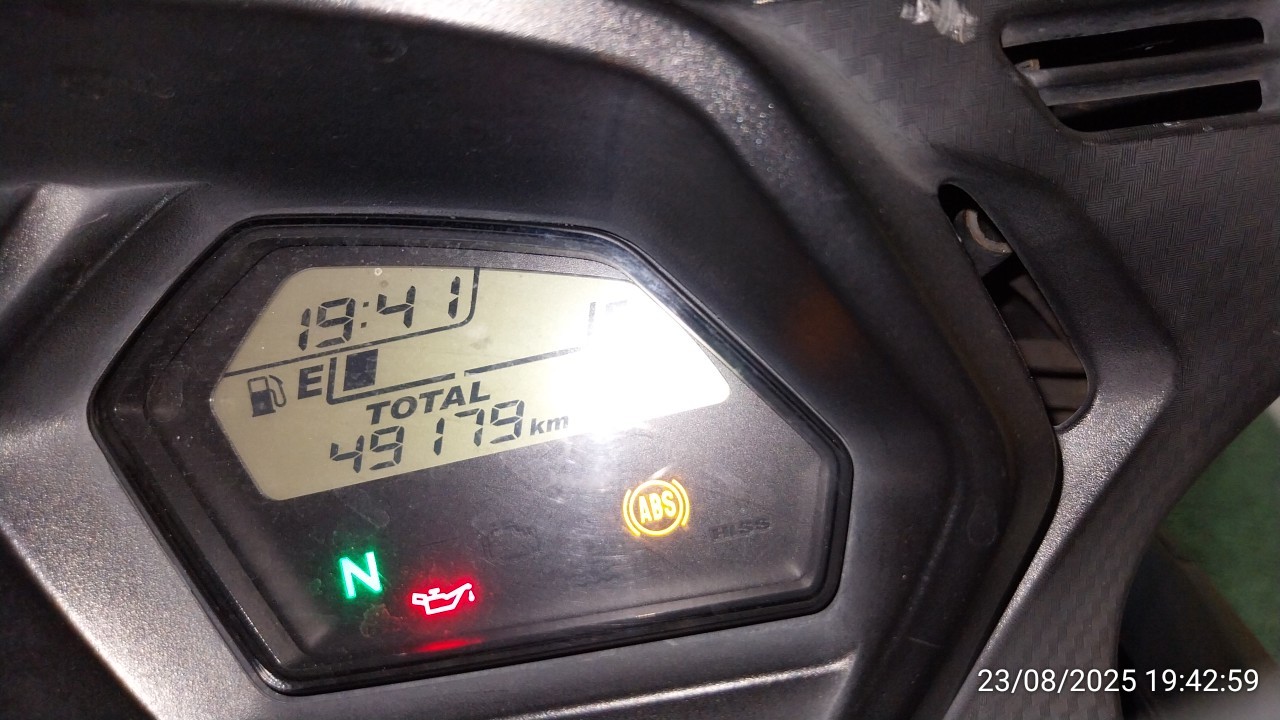 19:41
E
TOTAL
49179 km
ABS
HISS
N
23/08/2025 19:42:59